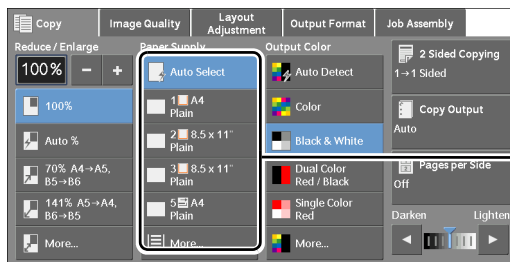 Copy
Image Quality
Layout
Adjustment
Output Format
Job Assembly
Reduce / Enlarge
100%
−
+
100%
Auto %
70% A4→A5,
B5→B6
141% A5→A4,
B6→B5
More...
Paper Supply
Auto Select
1 A4
Plain
2 8.5 x 11"
Plain
3 8.5 x 11"
Plain
5 A4
Plain
More...
Output Color
Auto Detect
Color
Black & White
Dual Color
Red / Black
Single Color
Red
More...
2 Sided Copying
1→1 Sided
Copy Output
Auto
Pages per Side
Off
Darken
Lighten